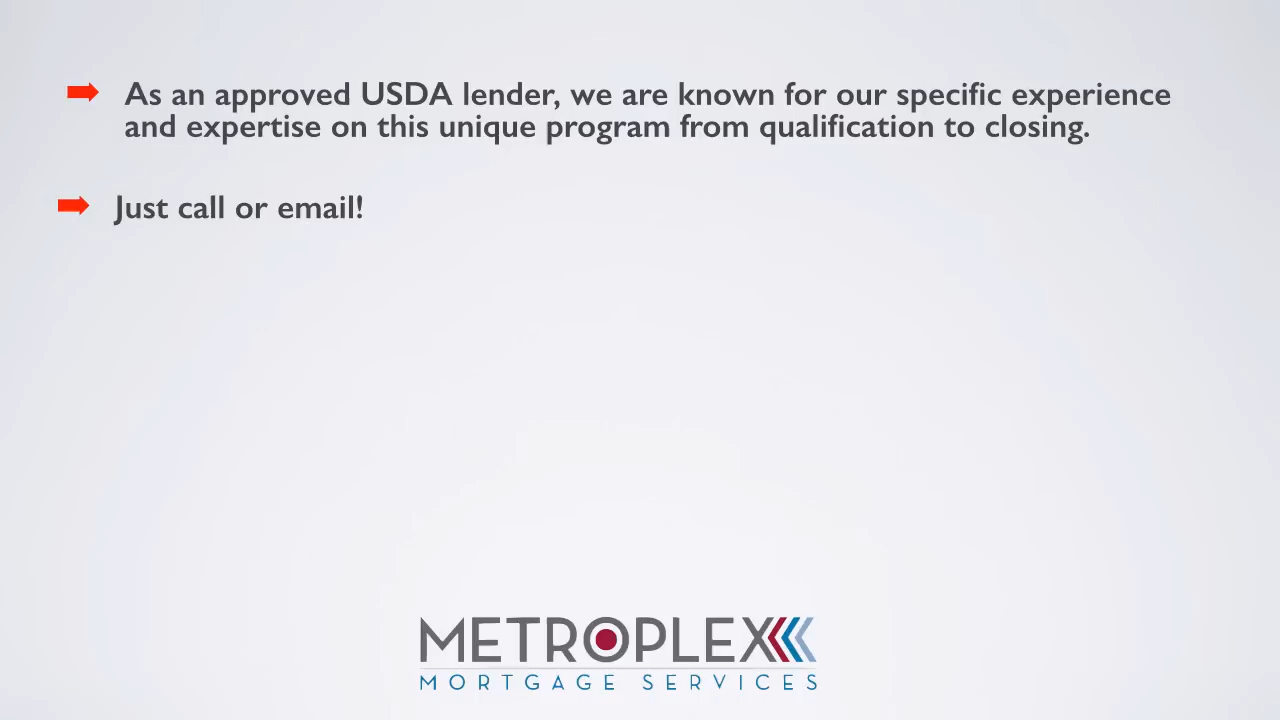 As an approved USDA lender, we are known for our specific experience
and expertise on this unique program from qualification to closing.
Just call or email!
METROPLEX
MORTGAGE SERVICES